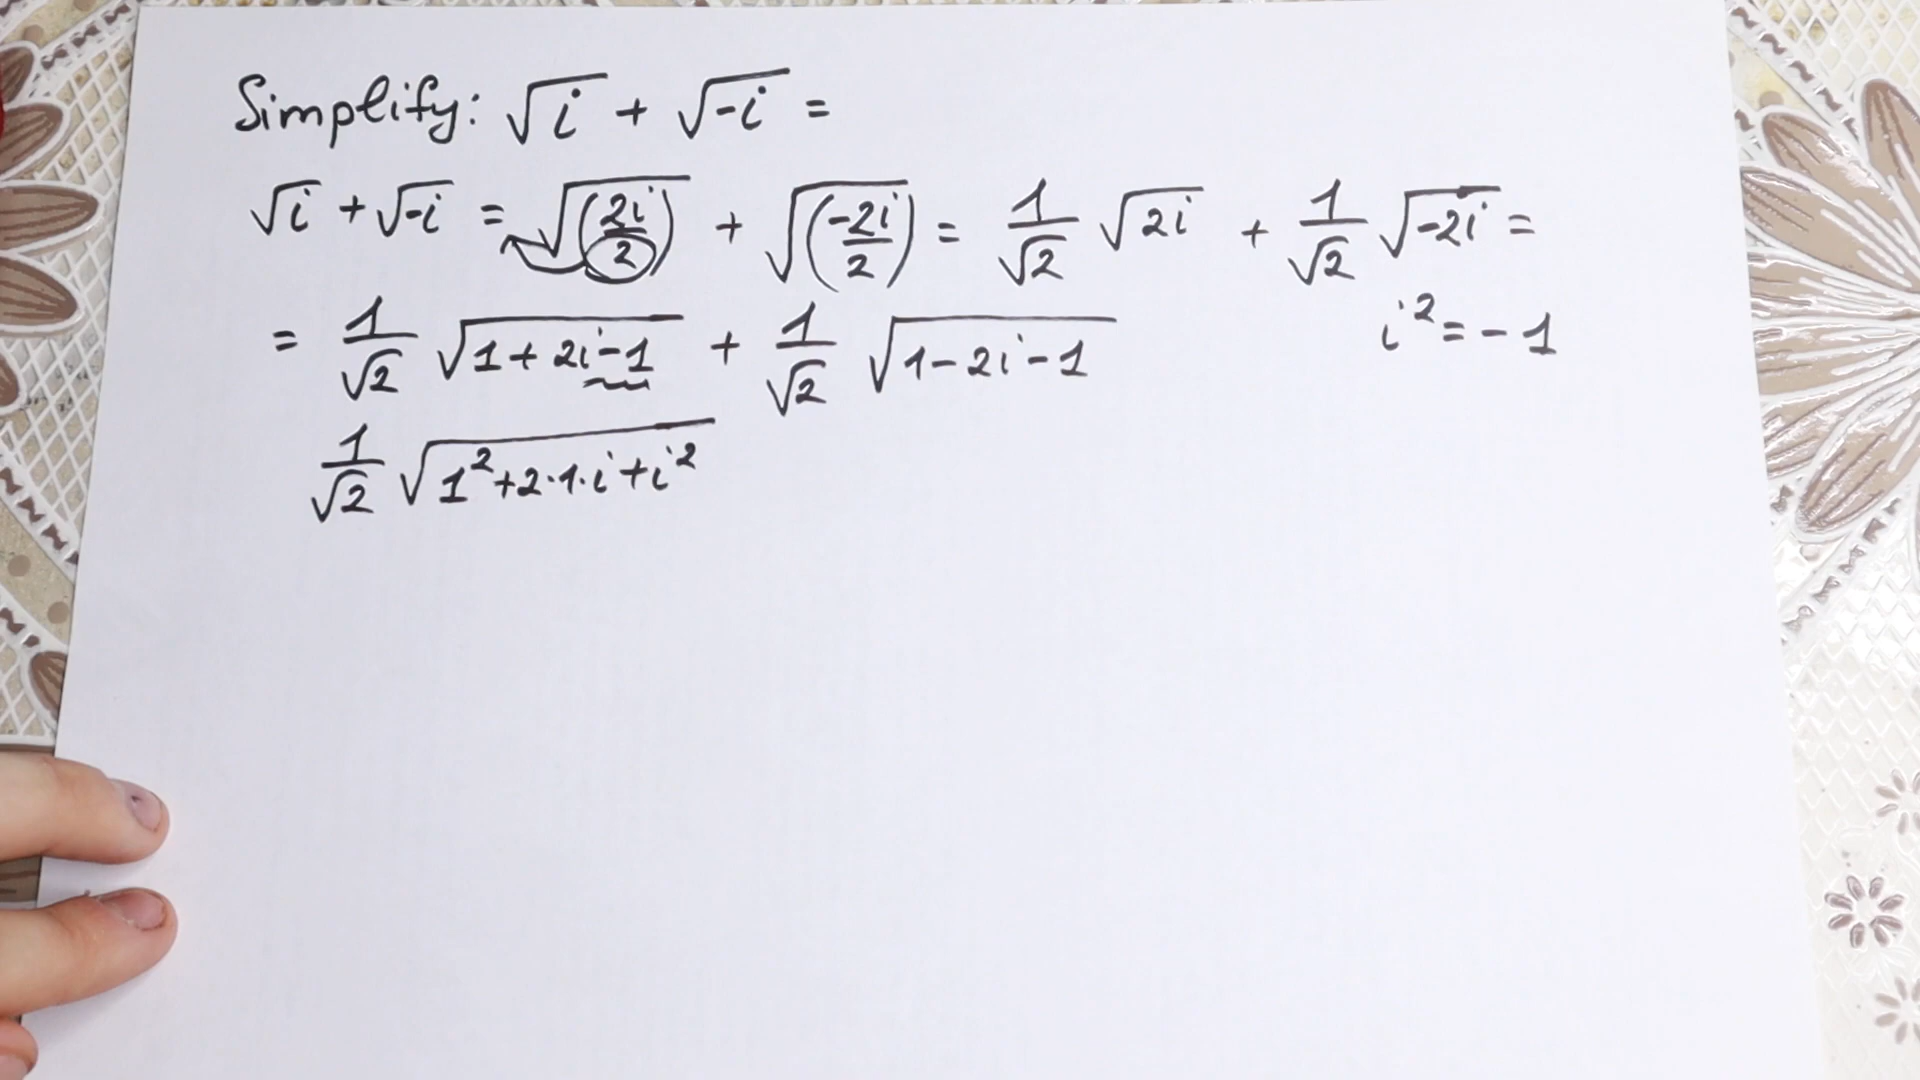 Simplify: √i + √-i =
√i + √-i = √(2i/2) + √(-2i/2) = 1/√2 √2i + 1/√2 √-2i =
= 1/√2 √1+2i-1 + 1/√2 √1-2i-1
i² = -1
1/√2 √1²+2·1·i+i²